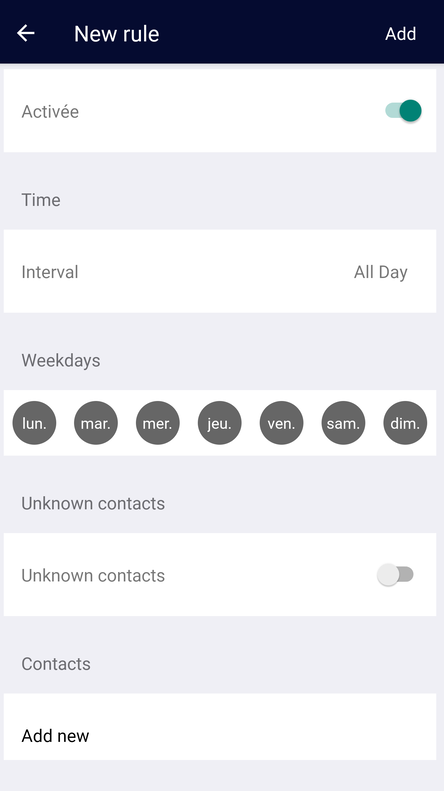 New rule
Add
Activée
Time
Interval
All Day
Weekdays
lun. mar. mer. jeu. ven. sam. dim.
Unknown contacts
Unknown contacts
Contacts
Add new